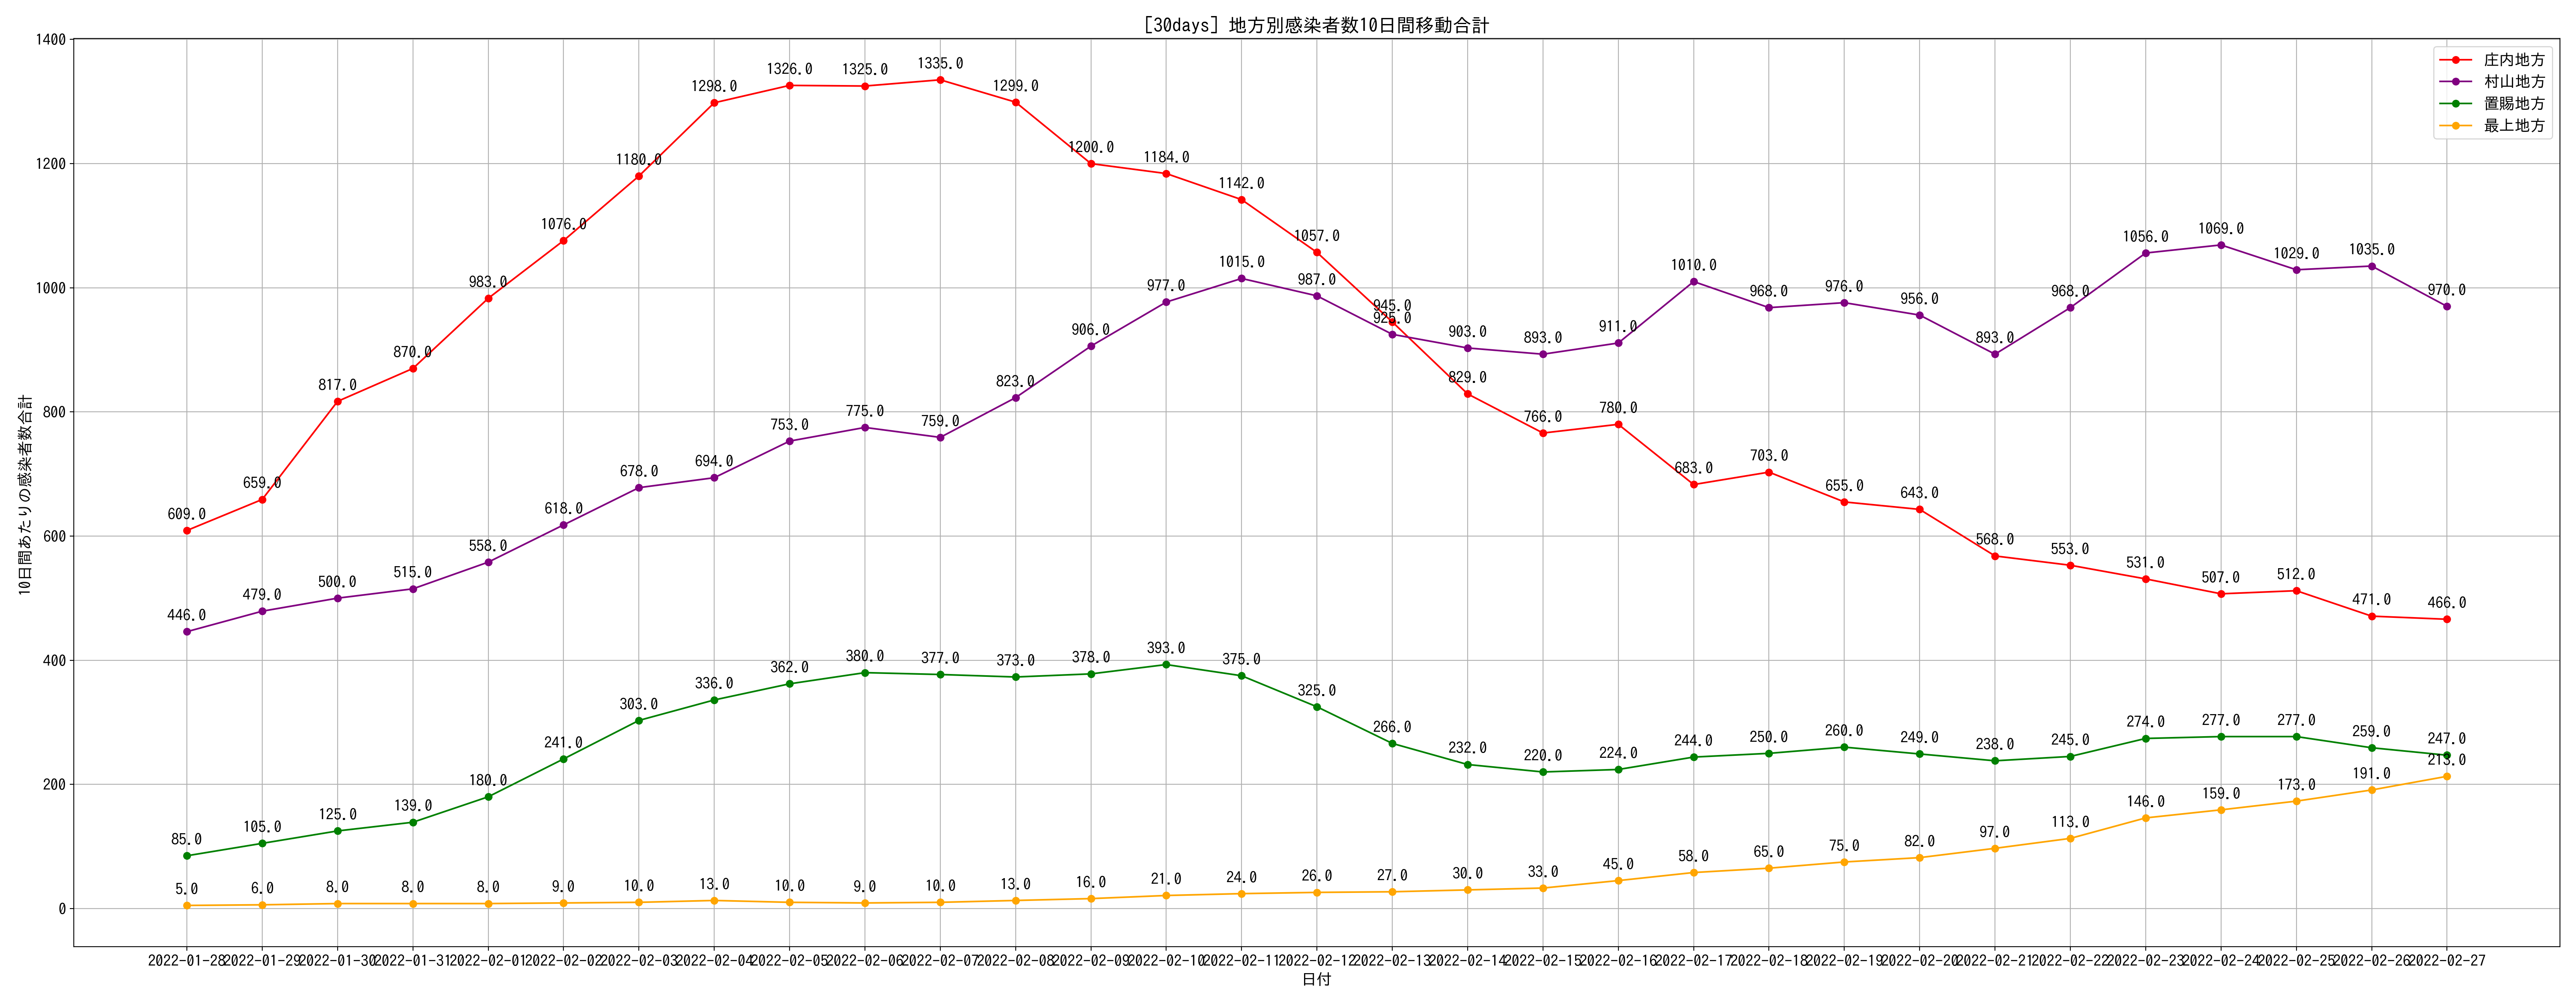 [30days] 地方別感染者数10日間移動合計
庄内地方
村山地方
置賜地方
最上地方
10日間あたりの感染者数合計
1400
1200
1000
800
600
400
200
0
609.0 659.0 817.0 870.0 983.0 1076.0 1180.0 1298.0 1326.0 1325.0 1335.0 1299.0 1200.0 1184.0 1142.0 1057.0 945.0 829.0 766.0 780.0 683.0 703.0 655.0 643.0 568.0 553.0 531.0 507.0 512.0 471.0 466.0
446.0 479.0 500.0 515.0 558.0 618.0 678.0 694.0 753.0 775.0 759.0 823.0 906.0 977.0 1015.0 987.0 925.0 903.0 893.0 911.0 1010.0 968.0 976.0 956.0 893.0 968.0 1056.0 1069.0 1029.0 1035.0 970.0
85.0 105.0 125.0 139.0 180.0 241.0 303.0 336.0 362.0 380.0 377.0 373.0 378.0 393.0 375.0 325.0 266.0 232.0 220.0 224.0 244.0 250.0 260.0 249.0 238.0 245.0 274.0 277.0 277.0 259.0 247.0
5.0 6.0 8.0 8.0 8.0 9.0 10.0 13.0 10.0 9.0 10.0 13.0 16.0 21.0 24.0 26.0 27.0 30.0 33.0 45.0 58.0 65.0 75.0 82.0 97.0 113.0 146.0 159.0 173.0 191.0 213.0
2022-01-28 2022-01-29 2022-01-30 2022-01-31 2022-02-01 2022-02-02 2022-02-03 2022-02-04 2022-02-05 2022-02-06 2022-02-07 2022-02-08 2022-02-09 2022-02-10 2022-02-11 2022-02-12 2022-02-13 2022-02-14 2022-02-15 2022-02-16 2022-02-17 2022-02-18 2022-02-19 2022-02-20 2022-02-21 2022-02-22 2022-02-23 2022-02-24 2022-02-25 2022-02-26 2022-02-27
日付